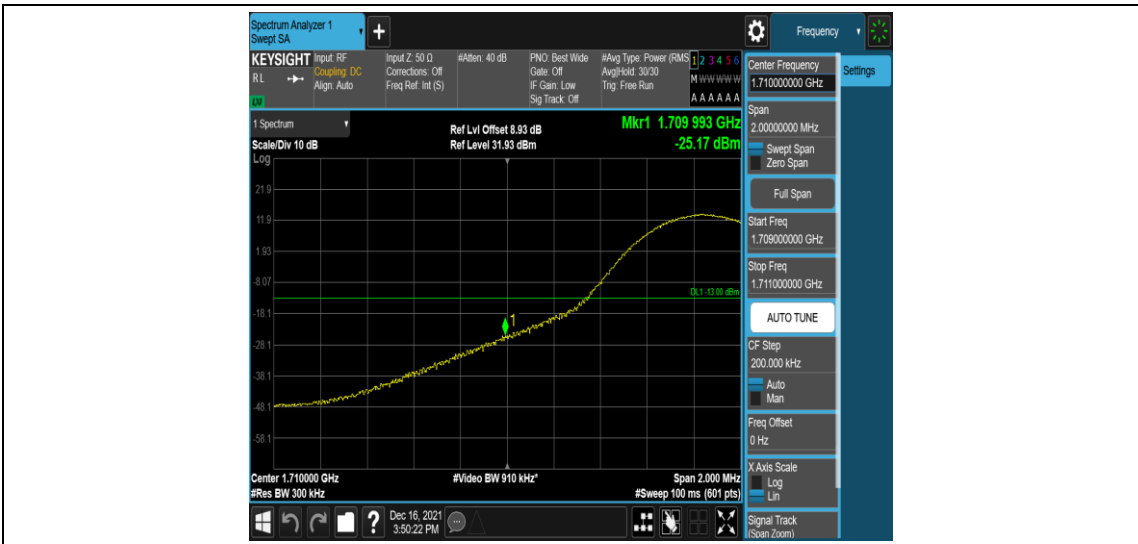 Spectrum Analyzer 1
Swept SA
+
Frequency
KEYSIGHT
RL
LXI
Input: RF
Coupling: DC
Align: Auto
Input Z: 50 Ω
Corrections: Off
Freq Ref: Int (S)
#Atten: 40 dB
PNO: Best Wide
Gate: Off
IF Gain: Low
Sig Track: Off
#Avg Type: Power (RMS
Avg|Hold: 30/30
Trig: Free Run
1 2 3 4 5 6
M W W W W W
A A A A A A
Center Frequency
1.710000000 GHz
Settings
Span
2.00000000 MHz
Swept Span
Zero Span
Full Span
Start Freq
1.709000000 GHz
Stop Freq
1.711000000 GHz
AUTO TUNE
CF Step
200.000 kHz
Auto
Man
Freq Offset
0 Hz
X Axis Scale
Log
Lin
Signal Track
(Span Zoom)
1 Spectrum
Scale/Div 10 dB
Log
Ref Lvl Offset 8.93 dB
Ref Level 31.93 dBm
Mkr1 1.709 993 GHz
-25.17 dBm
21.9
11.9
1.93
-8.07
DL1 -13.00 dBm
-18.1
1
-28.1
-38.1
-48.1
-58.1
Center 1.710000 GHz
#Video BW 910 kHz*
Span 2.000 MHz
#Res BW 300 kHz
#Sweep 100 ms (601 pts)
?
Dec 16, 2021
3:50:22 PM